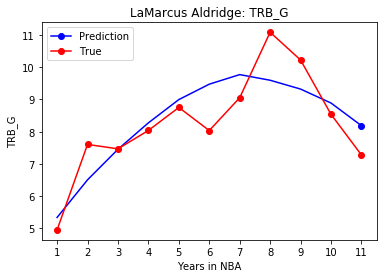 LaMarcus Aldridge: TRB_G
Prediction
True
11
10
9
8
7
6
5
TRB_G
1 2 3 4 5 6 7 8 9 10 11
Years in NBA